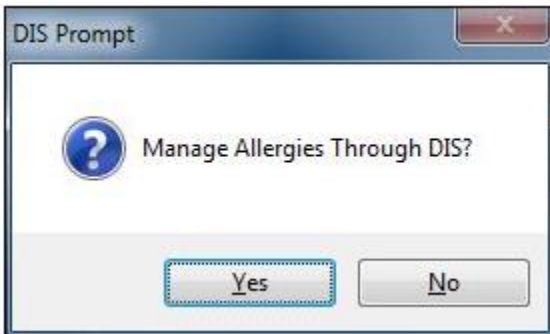 DIS Prompt
Manage Allergies Through DIS?
Yes No